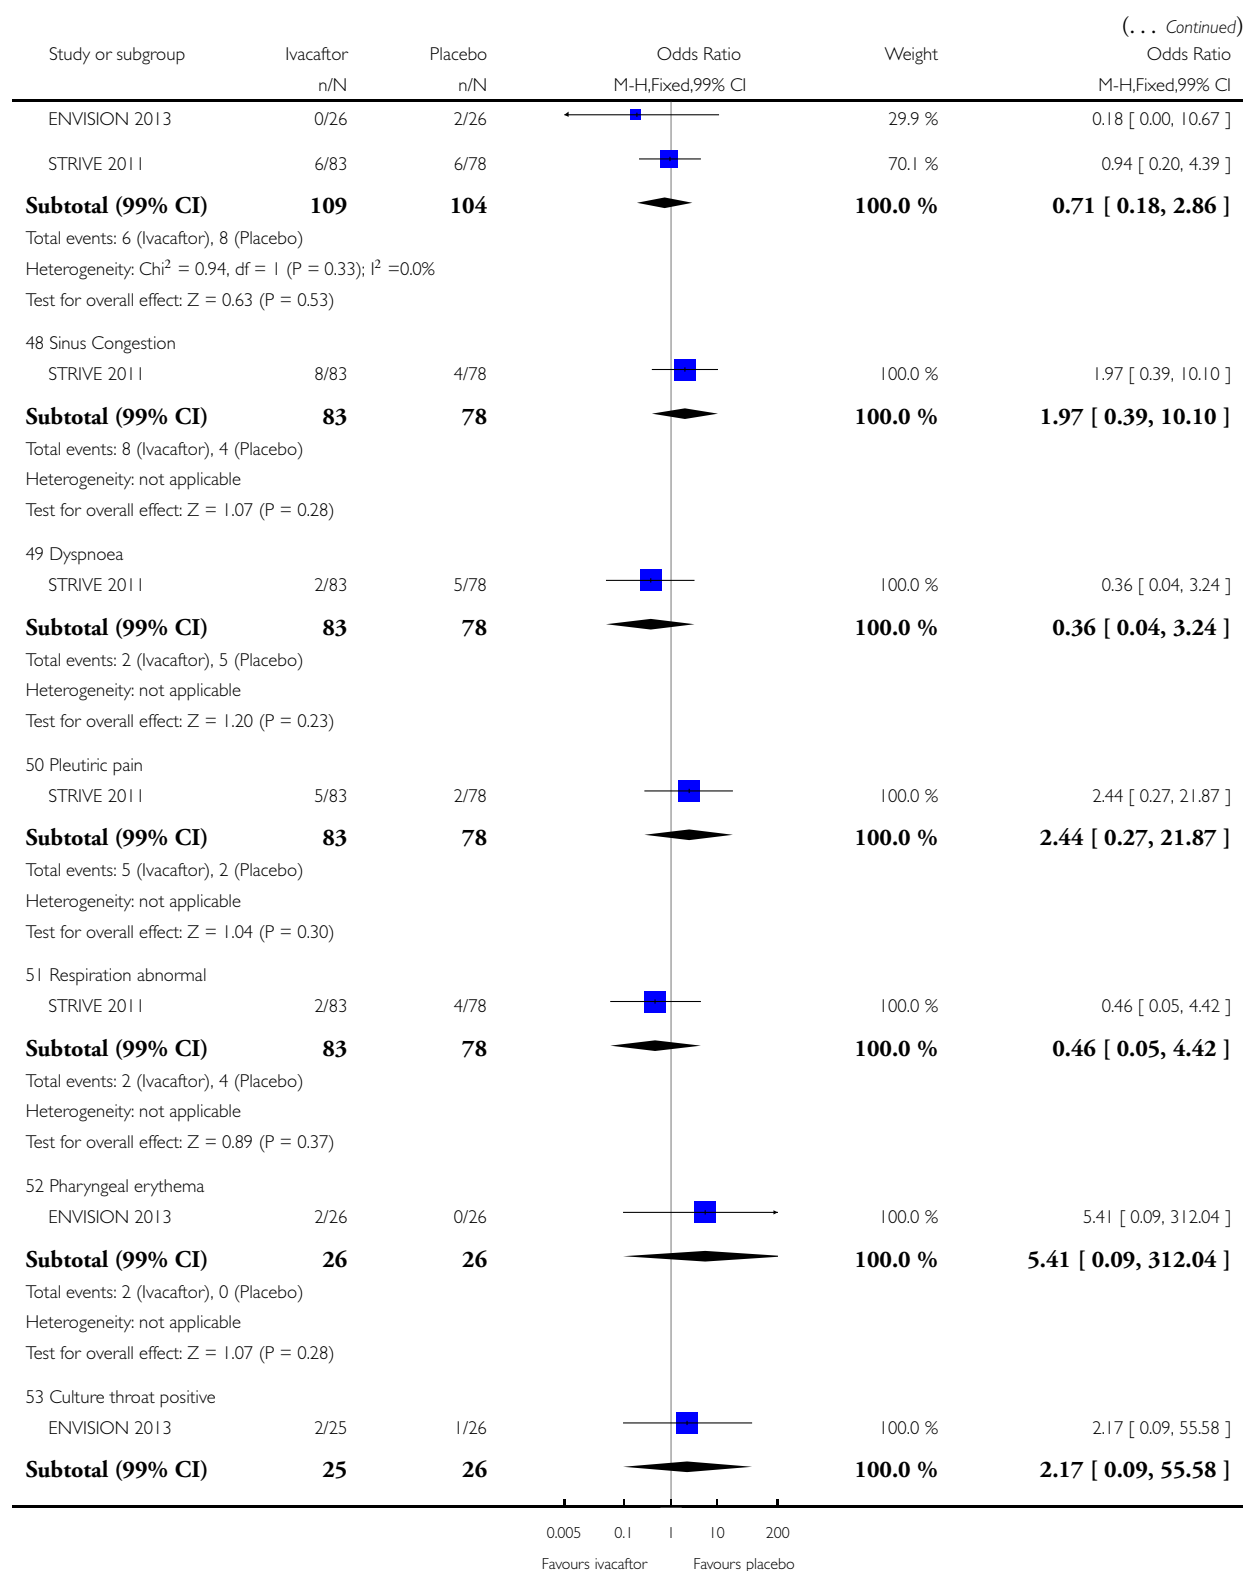 (... Continued)
Study or subgroup Ivacaftor Placebo Odds Ratio Weight Odds Ratio
n/N n/N M-H,Fixed,99% CI M-H,Fixed,99% CI
ENVISION 2013 0/26 2/26 29.9 % 0.18 [ 0.00, 10.67 ]
STRIVE 2011 6/83 6/78 70.1 % 0.94 [ 0.20, 4.39 ]
Subtotal (99% CI) 109 104 100.0 % 0.71 [ 0.18, 2.86 ]
Total events: 6 (Ivacaftor), 8 (Placebo)
Heterogeneity: Chi² = 0.94, df = 1 (P = 0.33); I² =0.0%
Test for overall effect: Z = 0.63 (P = 0.53)
48 Sinus Congestion
STRIVE 2011 8/83 4/78 100.0 % 1.97 [ 0.39, 10.10 ]
Subtotal (99% CI) 83 78 100.0 % 1.97 [ 0.39, 10.10 ]
Total events: 8 (Ivacaftor), 4 (Placebo)
Heterogeneity: not applicable
Test for overall effect: Z = 1.07 (P = 0.28)
49 Dyspnoea
STRIVE 2011 2/83 5/78 100.0 % 0.36 [ 0.04, 3.24 ]
Subtotal (99% CI) 83 78 100.0 % 0.36 [ 0.04, 3.24 ]
Total events: 2 (Ivacaftor), 5 (Placebo)
Heterogeneity: not applicable
Test for overall effect: Z = 1.20 (P = 0.23)
50 Pleutiric pain
STRIVE 2011 5/83 2/78 100.0 % 2.44 [ 0.27, 21.87 ]
Subtotal (99% CI) 83 78 100.0 % 2.44 [ 0.27, 21.87 ]
Total events: 5 (Ivacaftor), 2 (Placebo)
Heterogeneity: not applicable
Test for overall effect: Z = 1.04 (P = 0.30)
51 Respiration abnormal
STRIVE 2011 2/83 4/78 100.0 % 0.46 [ 0.05, 4.42 ]
Subtotal (99% CI) 83 78 100.0 % 0.46 [ 0.05, 4.42 ]
Total events: 2 (Ivacaftor), 4 (Placebo)
Heterogeneity: not applicable
Test for overall effect: Z = 0.89 (P = 0.37)
52 Pharyngeal erythema
ENVISION 2013 2/26 0/26 100.0 % 5.41 [ 0.09, 312.04 ]
Subtotal (99% CI) 26 26 100.0 % 5.41 [ 0.09, 312.04 ]
Total events: 2 (Ivacaftor), 0 (Placebo)
Heterogeneity: not applicable
Test for overall effect: Z = 1.07 (P = 0.28)
53 Culture throat positive
ENVISION 2013 2/25 1/26 100.0 % 2.17 [ 0.09, 55.58 ]
Subtotal (99% CI) 25 26 100.0 % 2.17 [ 0.09, 55.58 ]
0.005 0.1 1 10 200
Favours ivacaftor Favours placebo